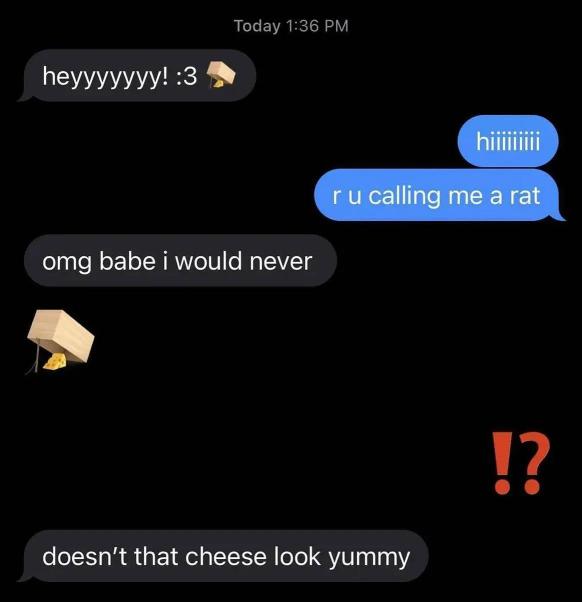 Today 1:36 PM
heyyyyyyy! :3
hiiiiiiiii
r u calling me a rat
omg babe i would never
⁉️
doesn't that cheese look yummy